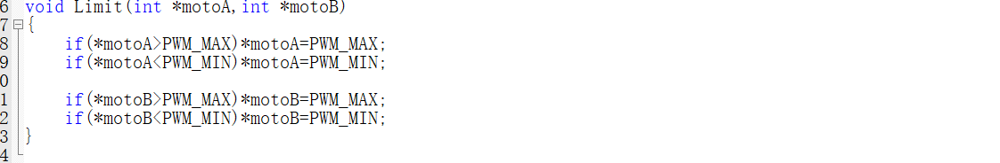 6 void Limit(int *motoA,int *motoB)
7 {
8     if(*motoA>PWM_MAX)*motoA=PWM_MAX;
9     if(*motoA<PWM_MIN)*motoA=PWM_MIN;
0
1     if(*motoB>PWM_MAX)*motoB=PWM_MAX;
2     if(*motoB<PWM_MIN)*motoB=PWM_MIN;
3 }
4